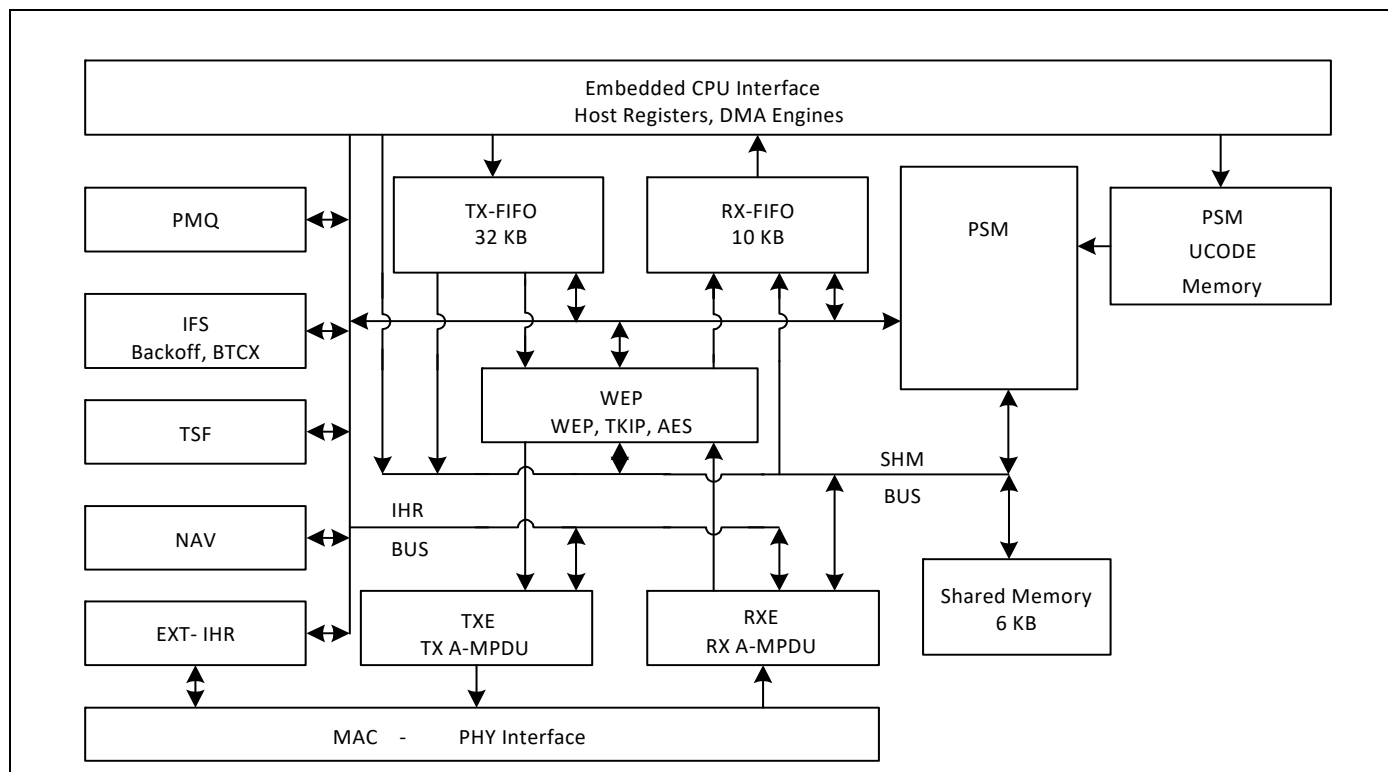 Embedded CPU Interface
Host Registers, DMA Engines
PMQ
TX-FIFO
32 KB
RX-FIFO
10 KB
PSM
PSM
UCODE
Memory
IFS
Backoff, BTCX
WEP
WEP, TKIP, AES
TSF
SHM
BUS
IHR
BUS
NAV
Shared Memory
6 KB
EXT- IHR
TXE
TX A-MPDU
RXE
RX A-MPDU
MAC - PHY Interface